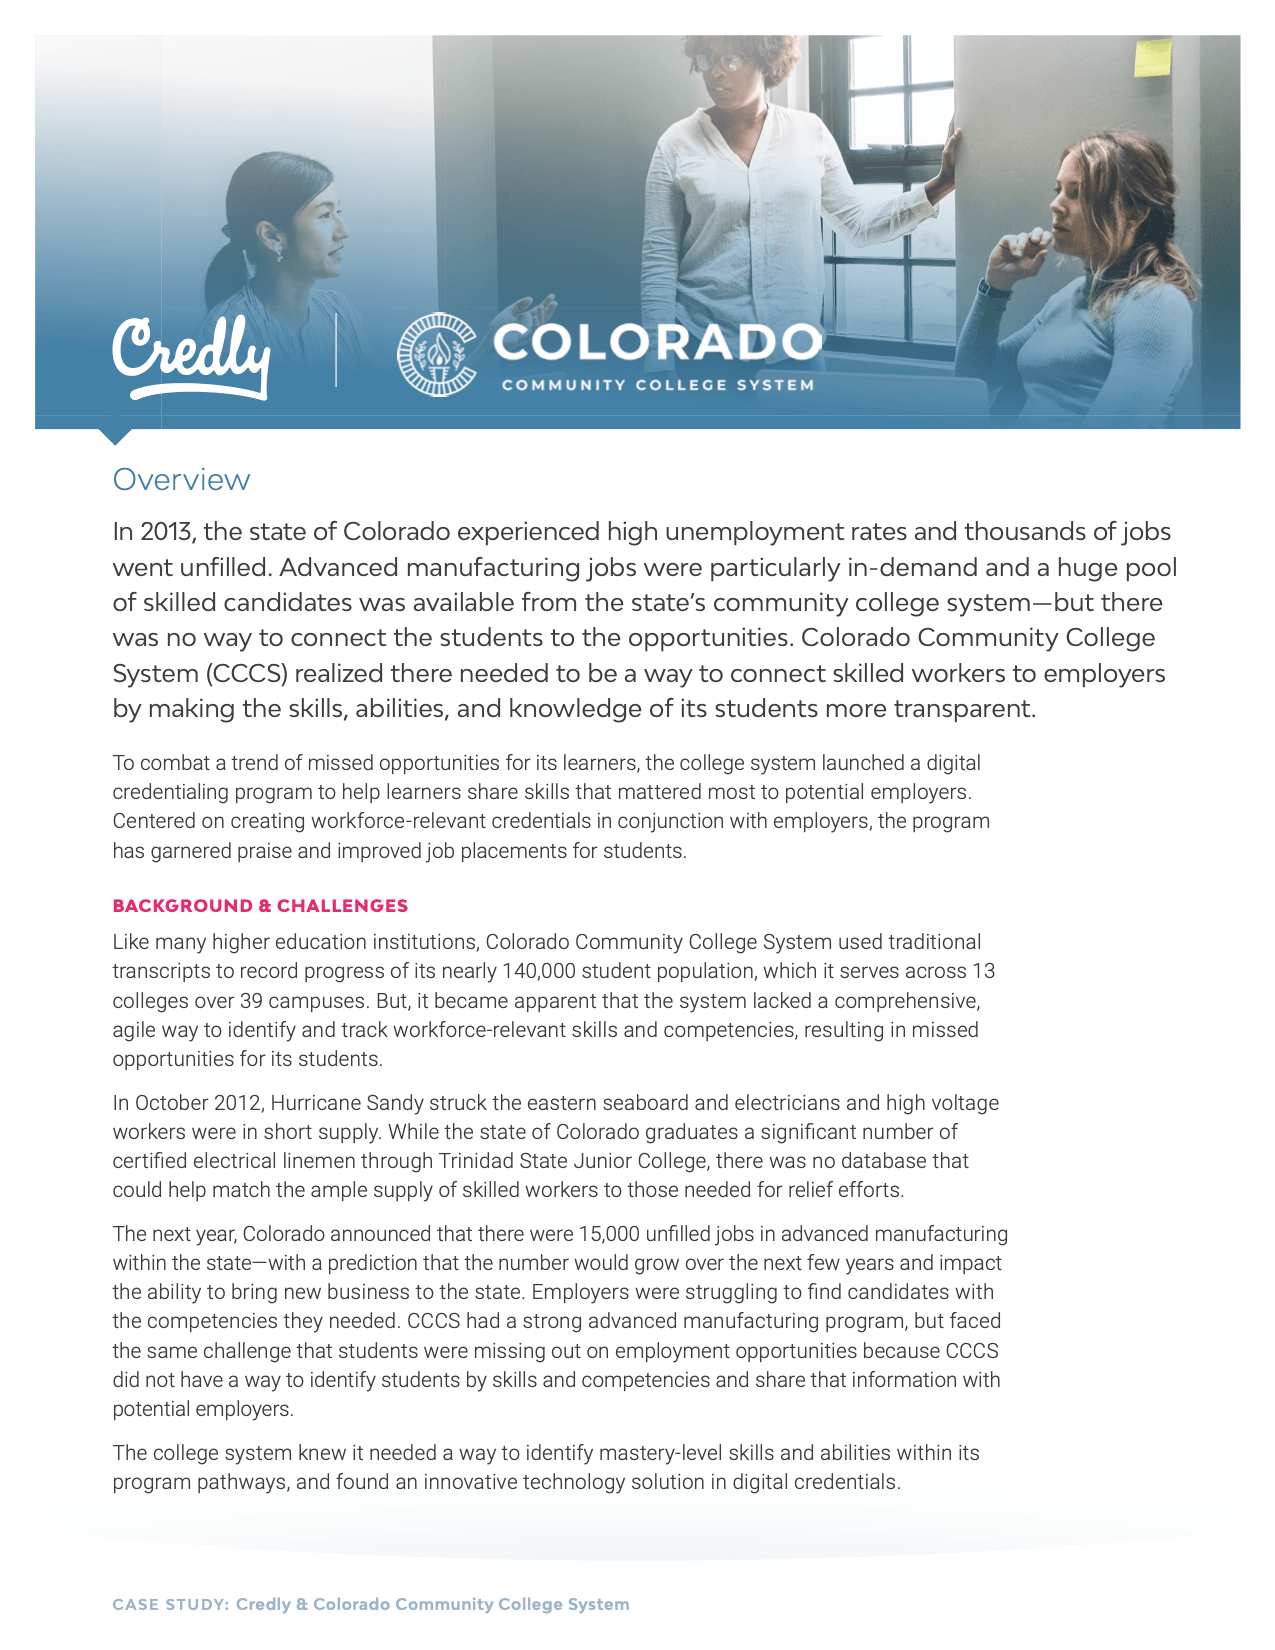 Credly
COLORADO
COMMUNITY COLLEGE SYSTEM
Overview
In 2013, the state of Colorado experienced high unemployment rates and thousands of jobs
went unfilled. Advanced manufacturing jobs were particularly in-demand and a huge pool
of skilled candidates was available from the state’s community college system—but there
was no way to connect the students to the opportunities. Colorado Community College
System (CCCS) realized there needed to be a way to connect skilled workers to employers
by making the skills, abilities, and knowledge of its students more transparent.
To combat a trend of missed opportunities for its learners, the college system launched a digital
credentialing program to help learners share skills that mattered most to potential employers.
Centered on creating workforce-relevant credentials in conjunction with employers, the program
has garnered praise and improved job placements for students.
BACKGROUND & CHALLENGES
Like many higher education institutions, Colorado Community College System used traditional
transcripts to record progress of its nearly 140,000 student population, which it serves across 13
colleges over 39 campuses. But, it became apparent that the system lacked a comprehensive,
agile way to identify and track workforce-relevant skills and competencies, resulting in missed
opportunities for its students.
In October 2012, Hurricane Sandy struck the eastern seaboard and electricians and high voltage
workers were in short supply. While the state of Colorado graduates a significant number of
certified electrical linemen through Trinidad State Junior College, there was no database that
could help match the ample supply of skilled workers to those needed for relief efforts.
The next year, Colorado announced that there were 15,000 unfilled jobs in advanced manufacturing
within the state—with a prediction that the number would grow over the next few years and impact
the ability to bring new business to the state. Employers were struggling to find candidates with
the competencies they needed. CCCS had a strong advanced manufacturing program, but faced
the same challenge that students were missing out on employment opportunities because CCCS
did not have a way to identify students by skills and competencies and share that information with
potential employers.
The college system knew it needed a way to identify mastery-level skills and abilities within its
program pathways, and found an innovative technology solution in digital credentials.
CASE STUDY: Credly & Colorado Community College System